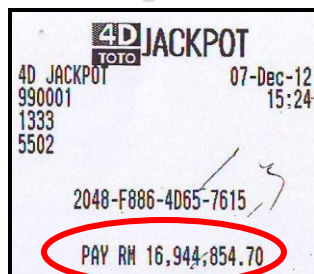 4D TOTO JACKPOT
4D JACKPOT 07-Dec-12
990001 15:24
1333
5502
2048-F886-4D65-7615
PAY RM 16,944,854.70